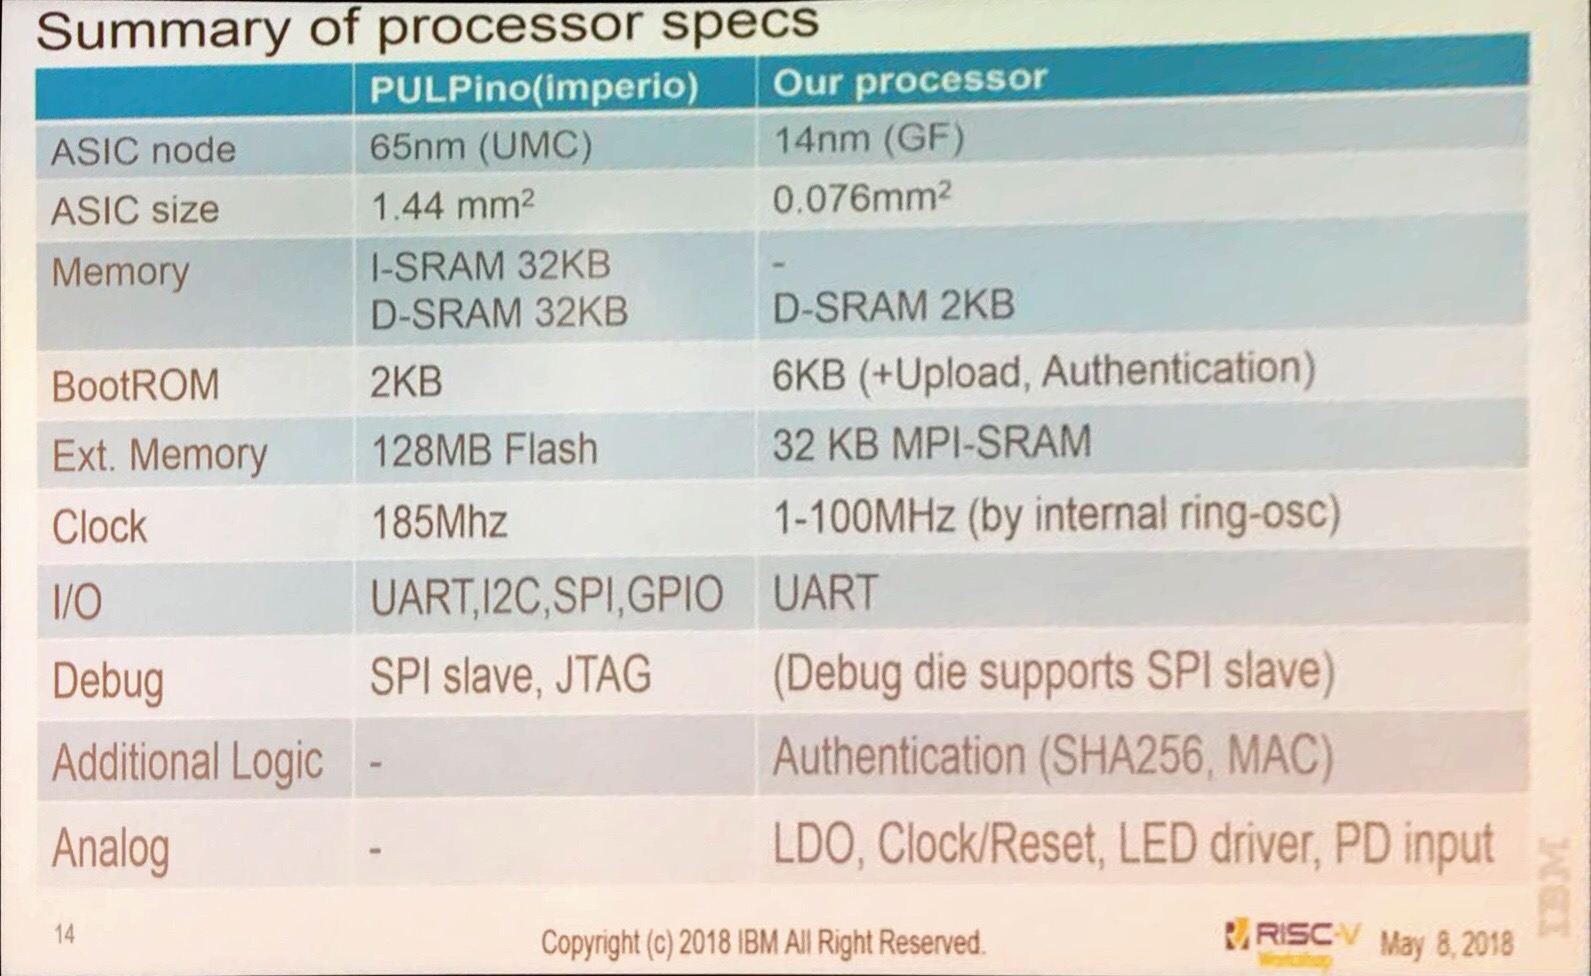 Summary of processor specs
PULPino(imperio) Our processor
ASIC node 65nm (UMC) 14nm (GF)
ASIC size 1.44 mm² 0.076mm²
Memory I-SRAM 32KB -
D-SRAM 32KB D-SRAM 2KB
BootROM 2KB 6KB (+Upload, Authentication)
Ext. Memory 128MB Flash 32 KB MPI-SRAM
Clock 185Mhz 1-100MHz (by internal ring-osc)
I/O UART,I2C,SPI,GPIO UART
Debug SPI slave, JTAG (Debug die supports SPI slave)
Additional Logic - Authentication (SHA256, MAC)
Analog - LDO, Clock/Reset, LED driver, PD input
14 Copyright (c) 2018 IBM All Right Reserved. RISC-V May 8, 2018
Workshop
IBM